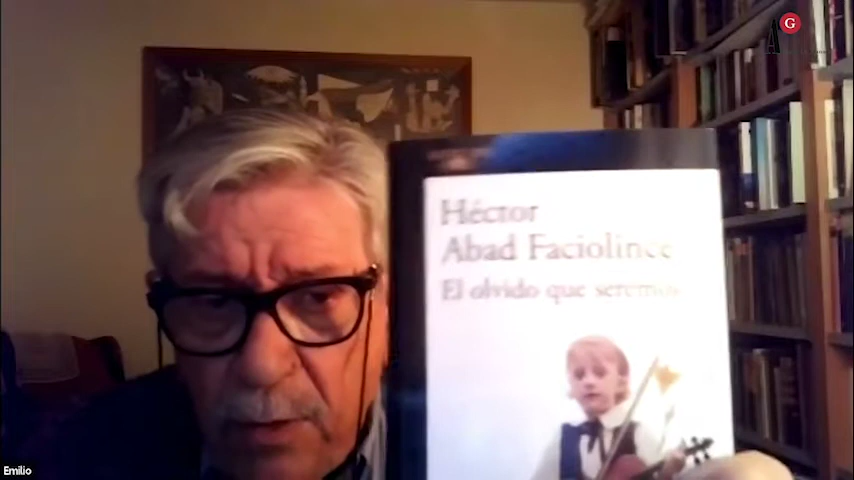 G
Héctor
Abad Faciolince
El olvido que seremos
Emilio